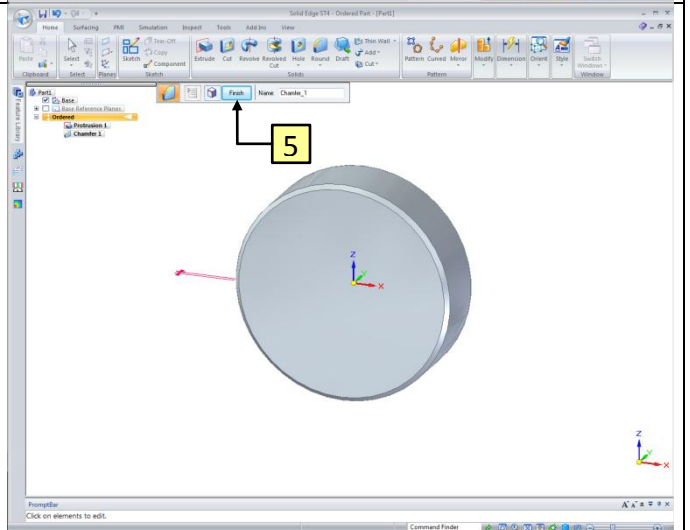 Solid Edge ST4 - Ordered Part - [Part1]
Home Surfacing PMI Simulation Inspect Tools Add Ins View
Paste Select Sketch Tear-Off Copy Component Extrude Cut Revolve Revolved Cut Hole Round Draft Thin Wall Add Cut Pattern Curved Mirror Modify Dimension Orient Style Switch Windows
Clipboard Select Planes Sketch Solids Pattern Window
Feature Library
Part1
Base
Base Reference Planes
Ordered
Protrusion 1
Chamfer 1
Finish Name: Chamfer_1
5
Z
Y
X
Z
Y
X
PromptBar
Click on elements to edit.
Command Finder